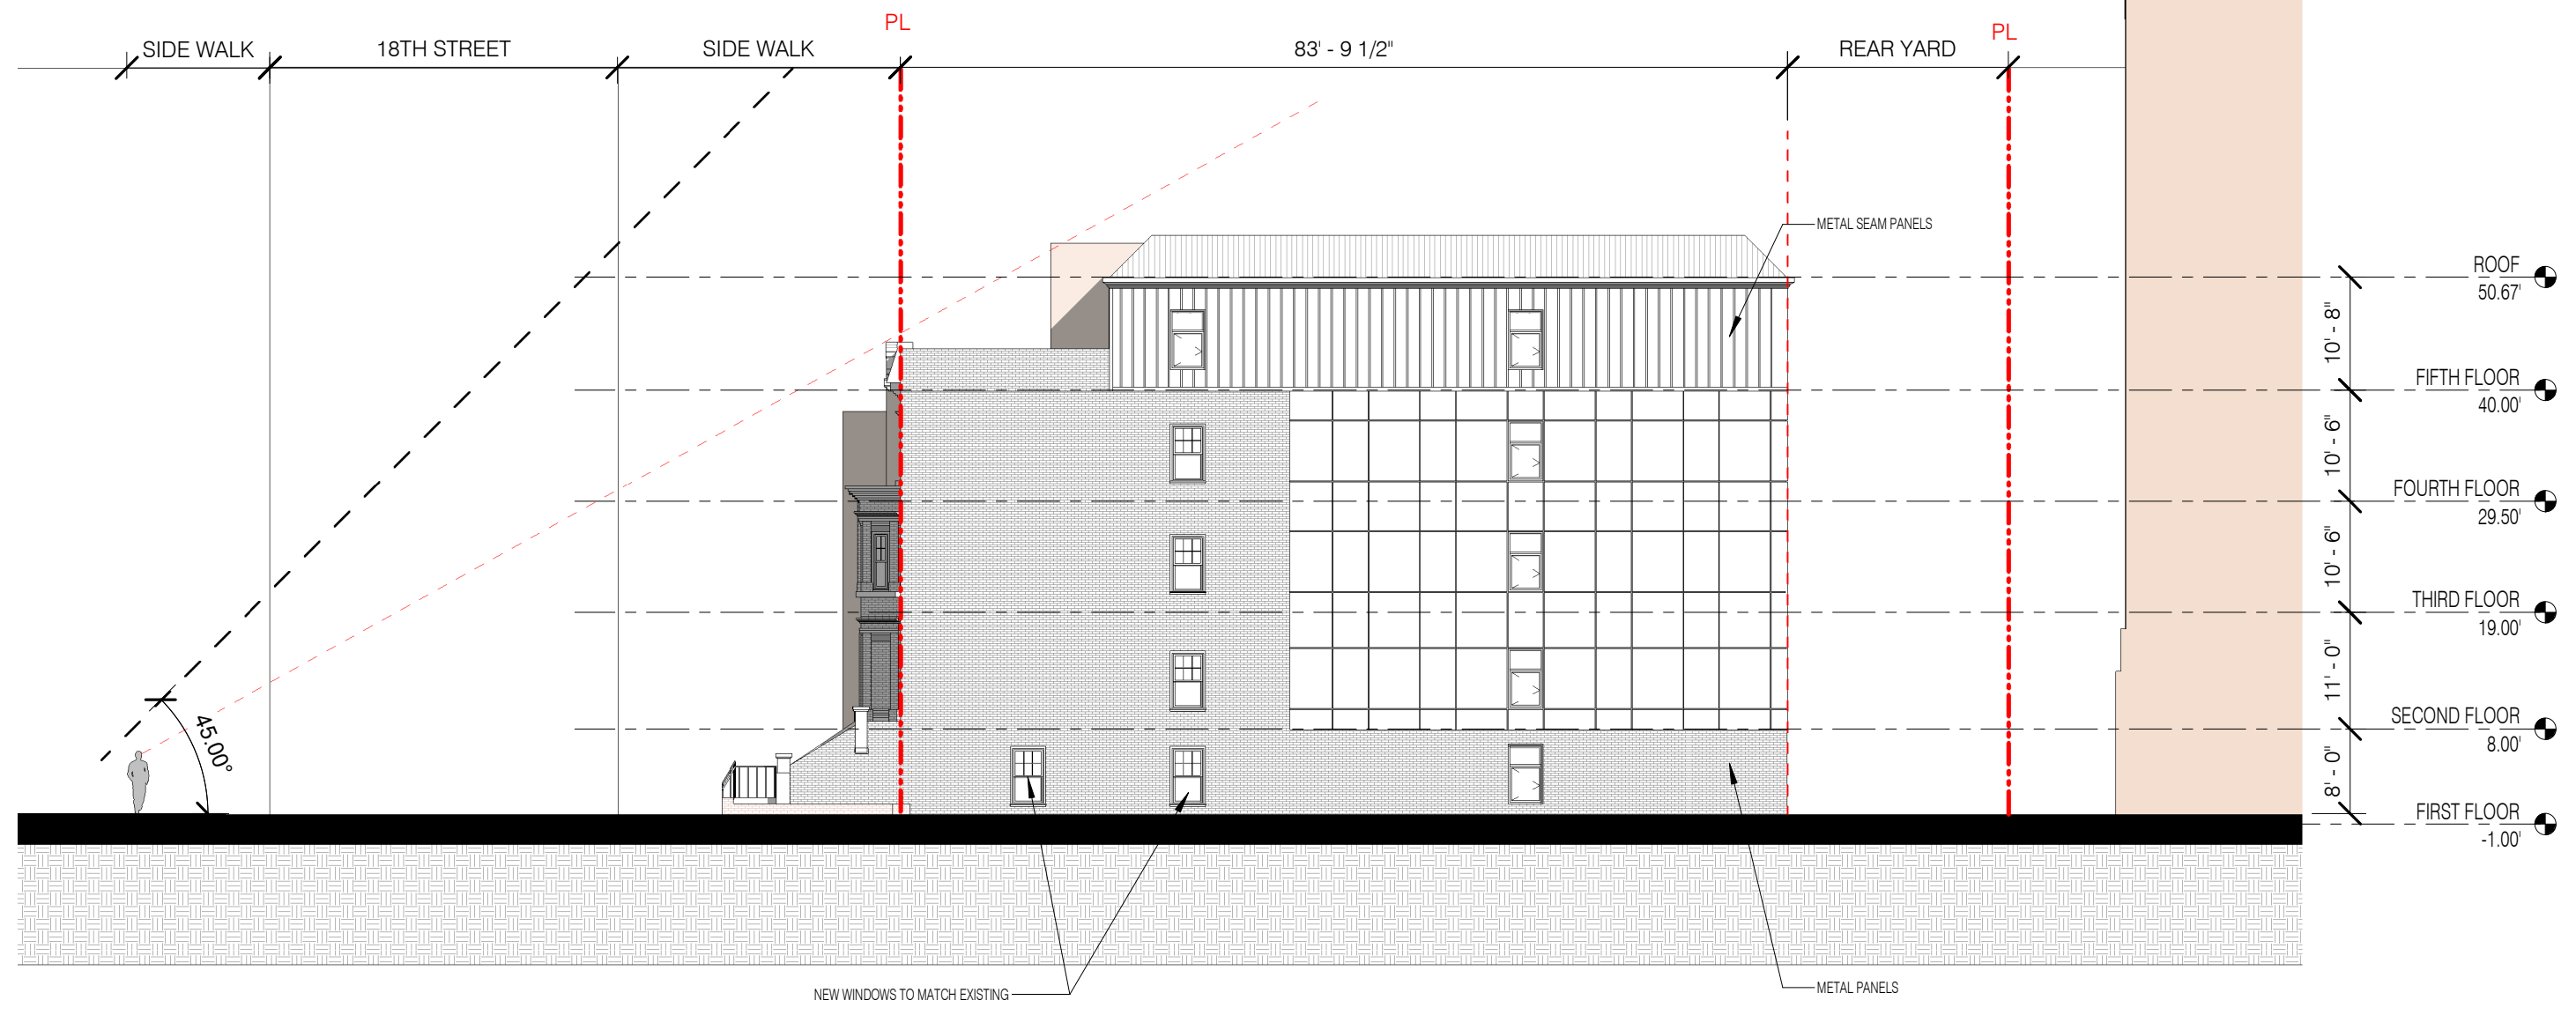 PL
PL
SIDE WALK
18TH STREET
SIDE WALK
83' - 9 1/2"
REAR YARD
METAL SEAM PANELS
ROOF
50.67'
10' - 8"
FIFTH FLOOR
40.00'
10' - 6"
FOURTH FLOOR
29.50'
10' - 6"
THIRD FLOOR
19.00'
11' - 0"
SECOND FLOOR
8.00'
8' - 0"
FIRST FLOOR
-1.00'
45.00°
NEW WINDOWS TO MATCH EXISTING
METAL PANELS